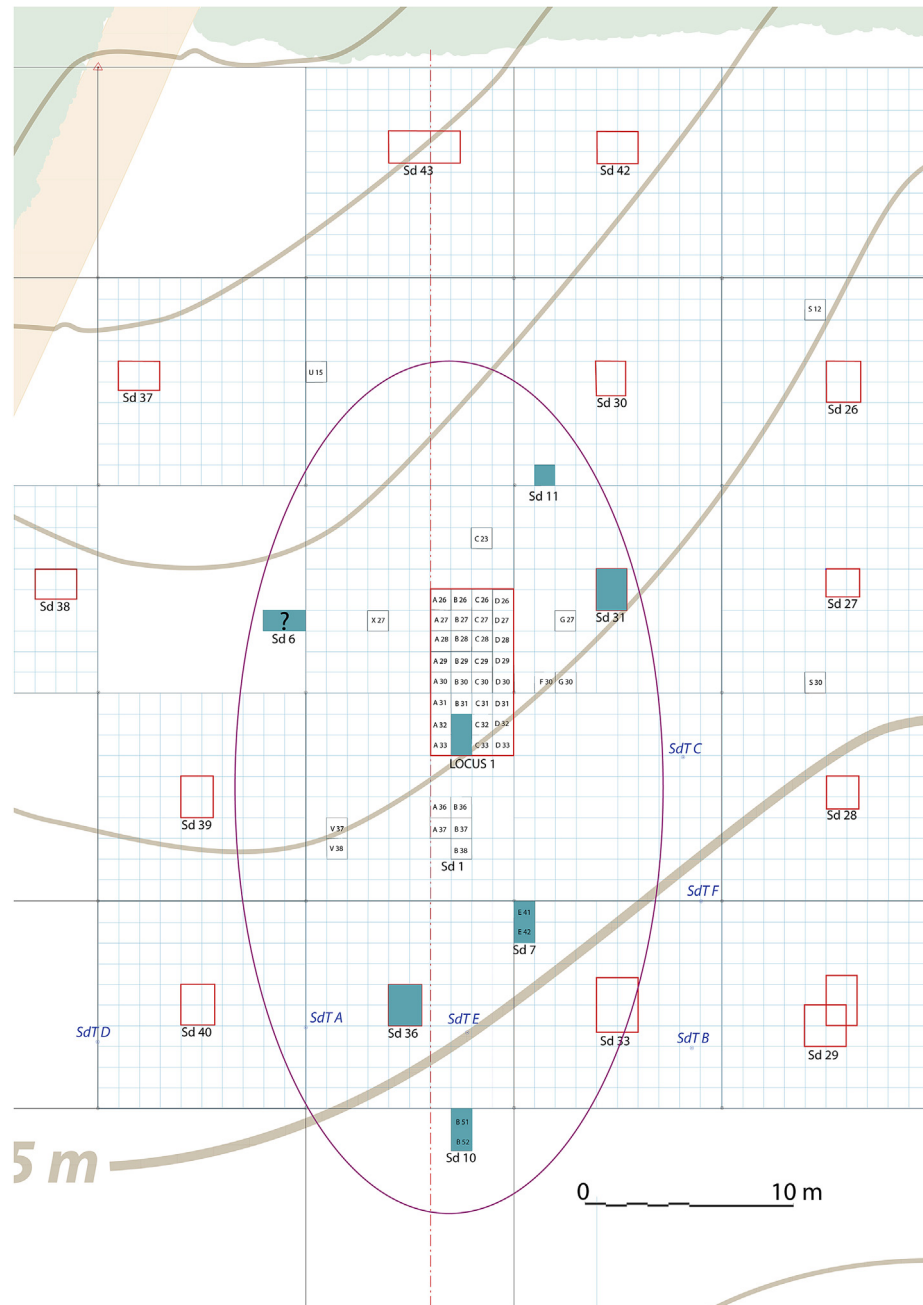 Sd 43
Sd 42
S 12
U 15
Sd 37
Sd 30
Sd 26
Sd 11
C 23
Sd 38
Sd 31
Sd 27
?
Sd 6
X 27
G 27
A 26 B 26 C 26 D 26
A 27 B 27 C 27 D 27
A 28 B 28 C 28 D 28
A 29 B 29 C 29 D 29
A 30 B 30 C 30 D 30
F 30 G 30
S 30
A 31 B 31 C 31 D 31
A 32 C 32 D 32
A 33 C 33 D 33
LOCUS 1
SdT C
Sd 39
Sd 28
A 36 B 36
V 37
A 37 B 37
V 38
B 38
Sd 1
SdT F
E 41
E 42
Sd 7
Sd 40
SdT A
Sd 36
SdT E
Sd 33
SdT B
Sd 29
SdT D
B 51
B 52
Sd 10
5 m
0 10 m